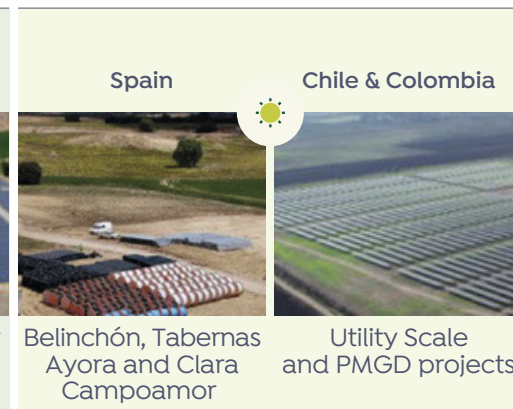 Spain
Chile & Colombia
Belinchón, Tabernas
Ayora and Clara
Campoamor
Utility Scale
and PMGD projects